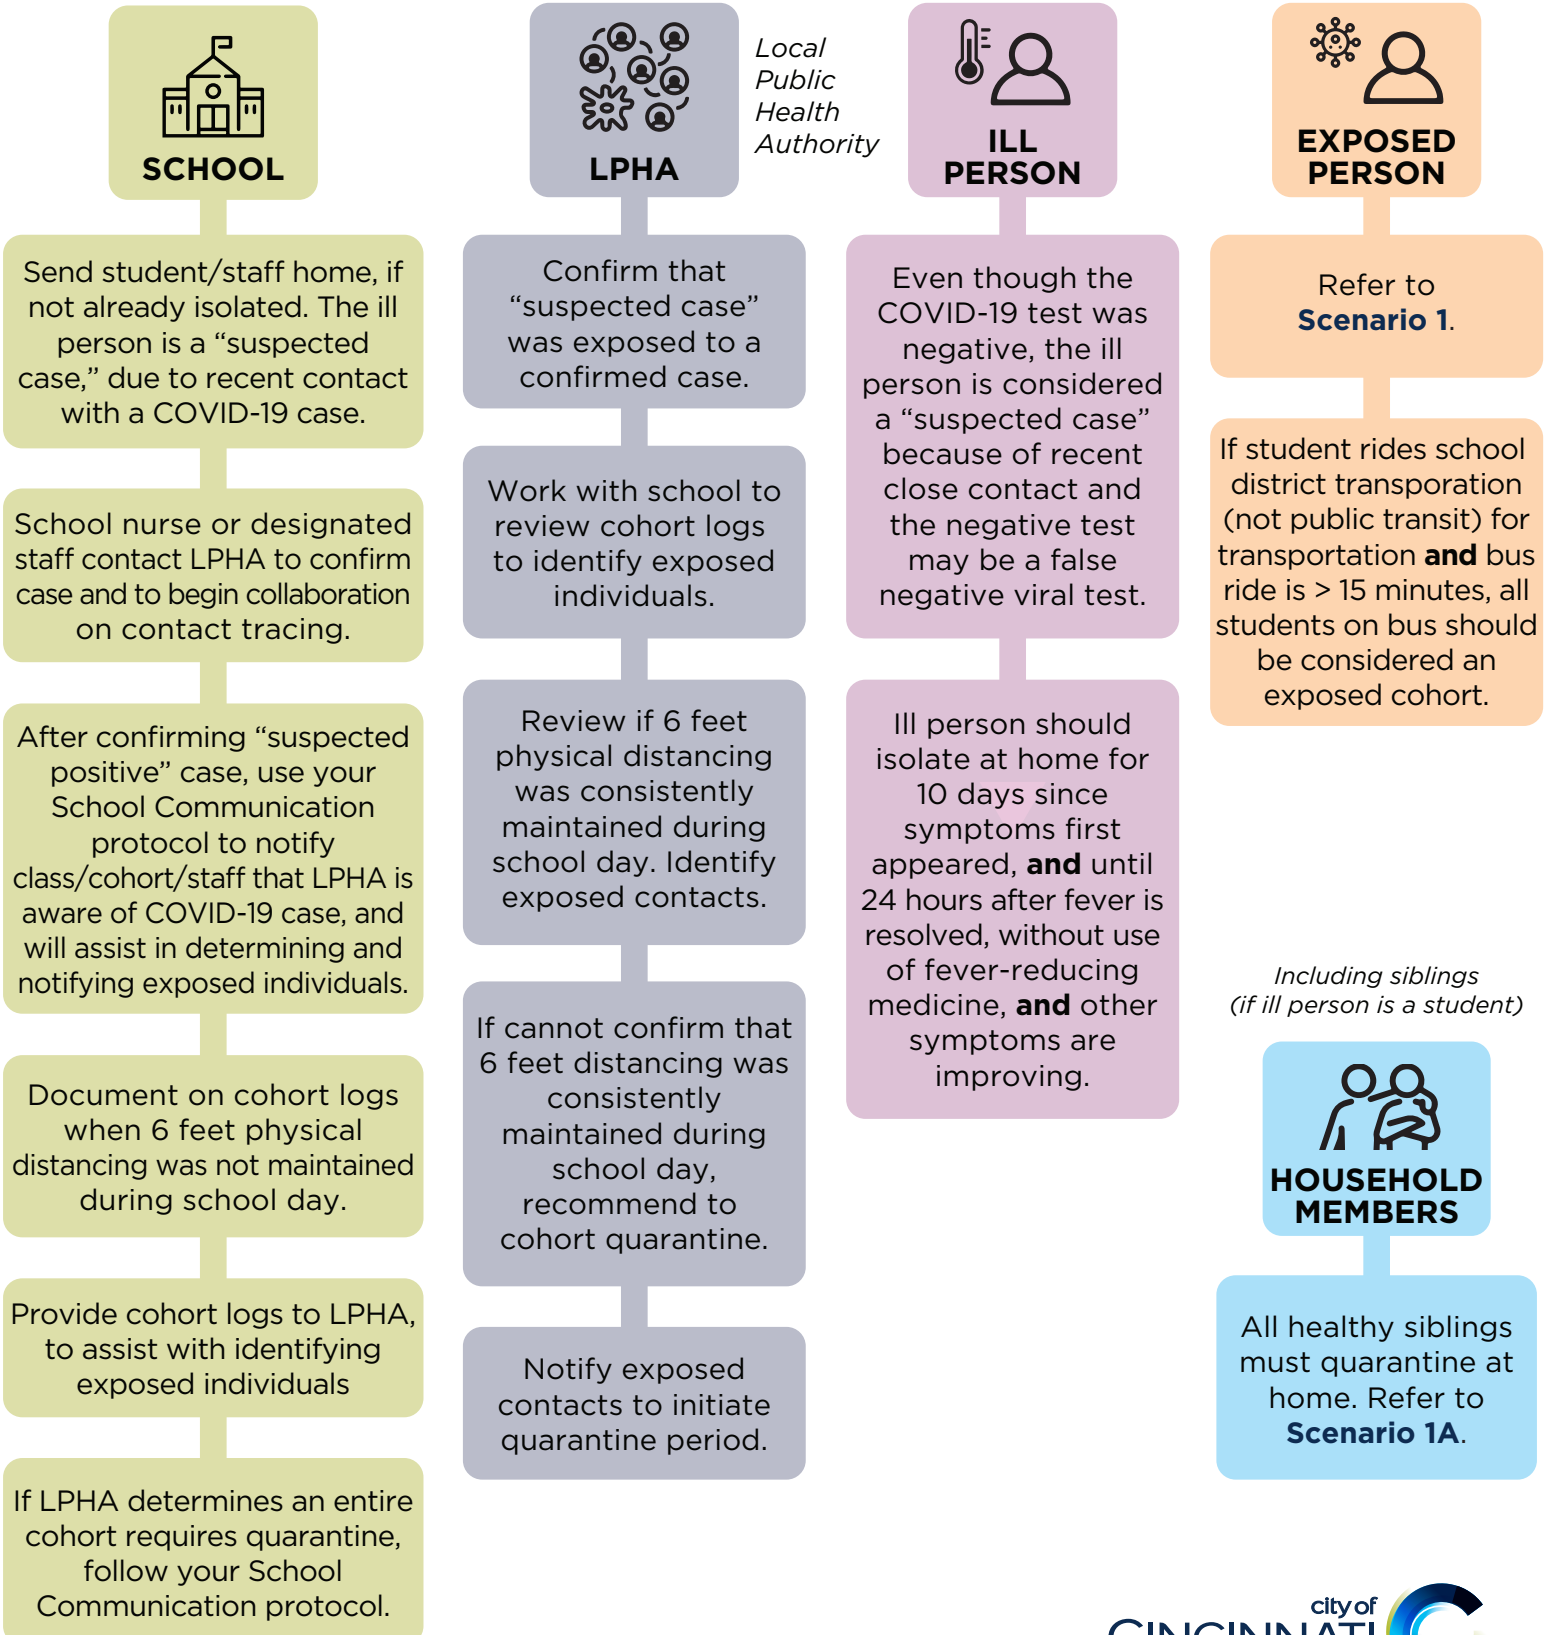 SCHOOL
Send student/staff home, if
not already isolated. The ill
person is a “suspected
case,” due to recent contact
with a COVID-19 case.
School nurse or designated
staff contact LPHA to confirm
case and to begin collaboration
on contact tracing.
After confirming “suspected
positive” case, use your
School Communication
protocol to notify
class/cohort/staff that LPHA is
aware of COVID-19 case, and
will assist in determining and
notifying exposed individuals.
Document on cohort logs
when 6 feet physical
distancing was not maintained
during school day.
Provide cohort logs to LPHA,
to assist with identifying
exposed individuals
If LPHA determines an entire
cohort requires quarantine,
follow your School
Communication protocol.
LPHA
Local
Public
Health
Authority
Confirm that
“suspected case”
was exposed to a
confirmed case.
Work with school to
review cohort logs
to identify exposed
individuals.
Review if 6 feet
physical distancing
was consistently
maintained during
school day. Identify
exposed contacts.
If cannot confirm that
6 feet distancing was
consistently
maintained during
school day,
recommend to
cohort quarantine.
Notify exposed
contacts to initiate
quarantine period.
ILL
PERSON
Even though the
COVID-19 test was
negative, the ill
person is considered
a “suspected case”
because of recent
close contact and
the negative test
may be a false
negative viral test.
Ill person should
isolate at home for
10 days since
symptoms first
appeared, and until
24 hours after fever is
resolved, without use
of fever-reducing
medicine, and other
symptoms are
improving.
EXPOSED
PERSON
Refer to
Scenario 1.
If student rides school
district transporation
(not public transit) for
transportation and bus
ride is > 15 minutes, all
students on bus should
be considered an
exposed cohort.
Including siblings
(if ill person is a student)
HOUSEHOLD
MEMBERS
All healthy siblings
must quarantine at
home. Refer to
Scenario 1A.
city of
CINCINNATI